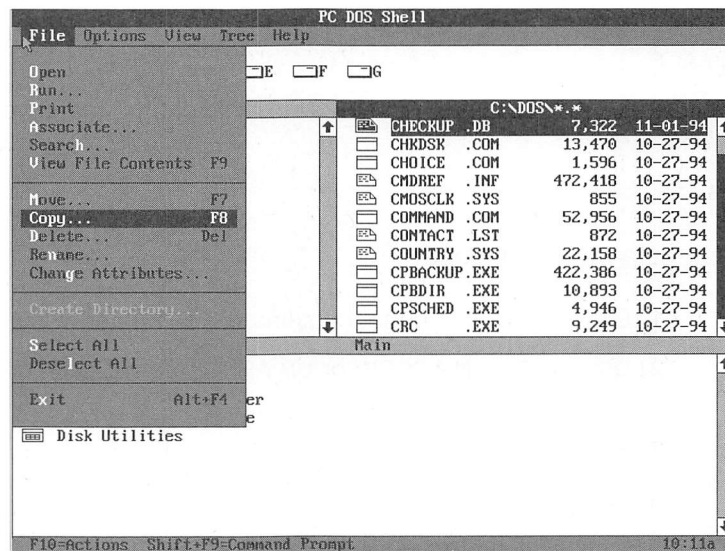 PC DOS Shell
File Options View Tree Help
E F G
Open
Run...
Print
Associate...
Search...
View File Contents F9
Move... F7
Copy... F8
Delete... Del
Rename...
Change Attributes...
Create Directory...
Select All
Deselect All
Exit Alt+F4
C:\DOS\*.*
CHECKUP .DB 7,322 11-01-94
CHKDSK .COM 13,470 10-27-94
CHOICE .COM 1,596 10-27-94
CMDREF .INF 472,418 10-27-94
CMOSCLK .SYS 855 10-27-94
COMMAND .COM 52,956 10-27-94
CONTACT .LST 872 10-27-94
COUNTRY .SYS 22,158 10-27-94
CPBACKUP.EXE 422,386 10-27-94
CPBDIR .EXE 10,893 10-27-94
CPSCHED .EXE 4,946 10-27-94
CRC .EXE 9,249 10-27-94
Main
er
e
Disk Utilities
F10=Actions Shift+F9=Command Prompt 10:11a